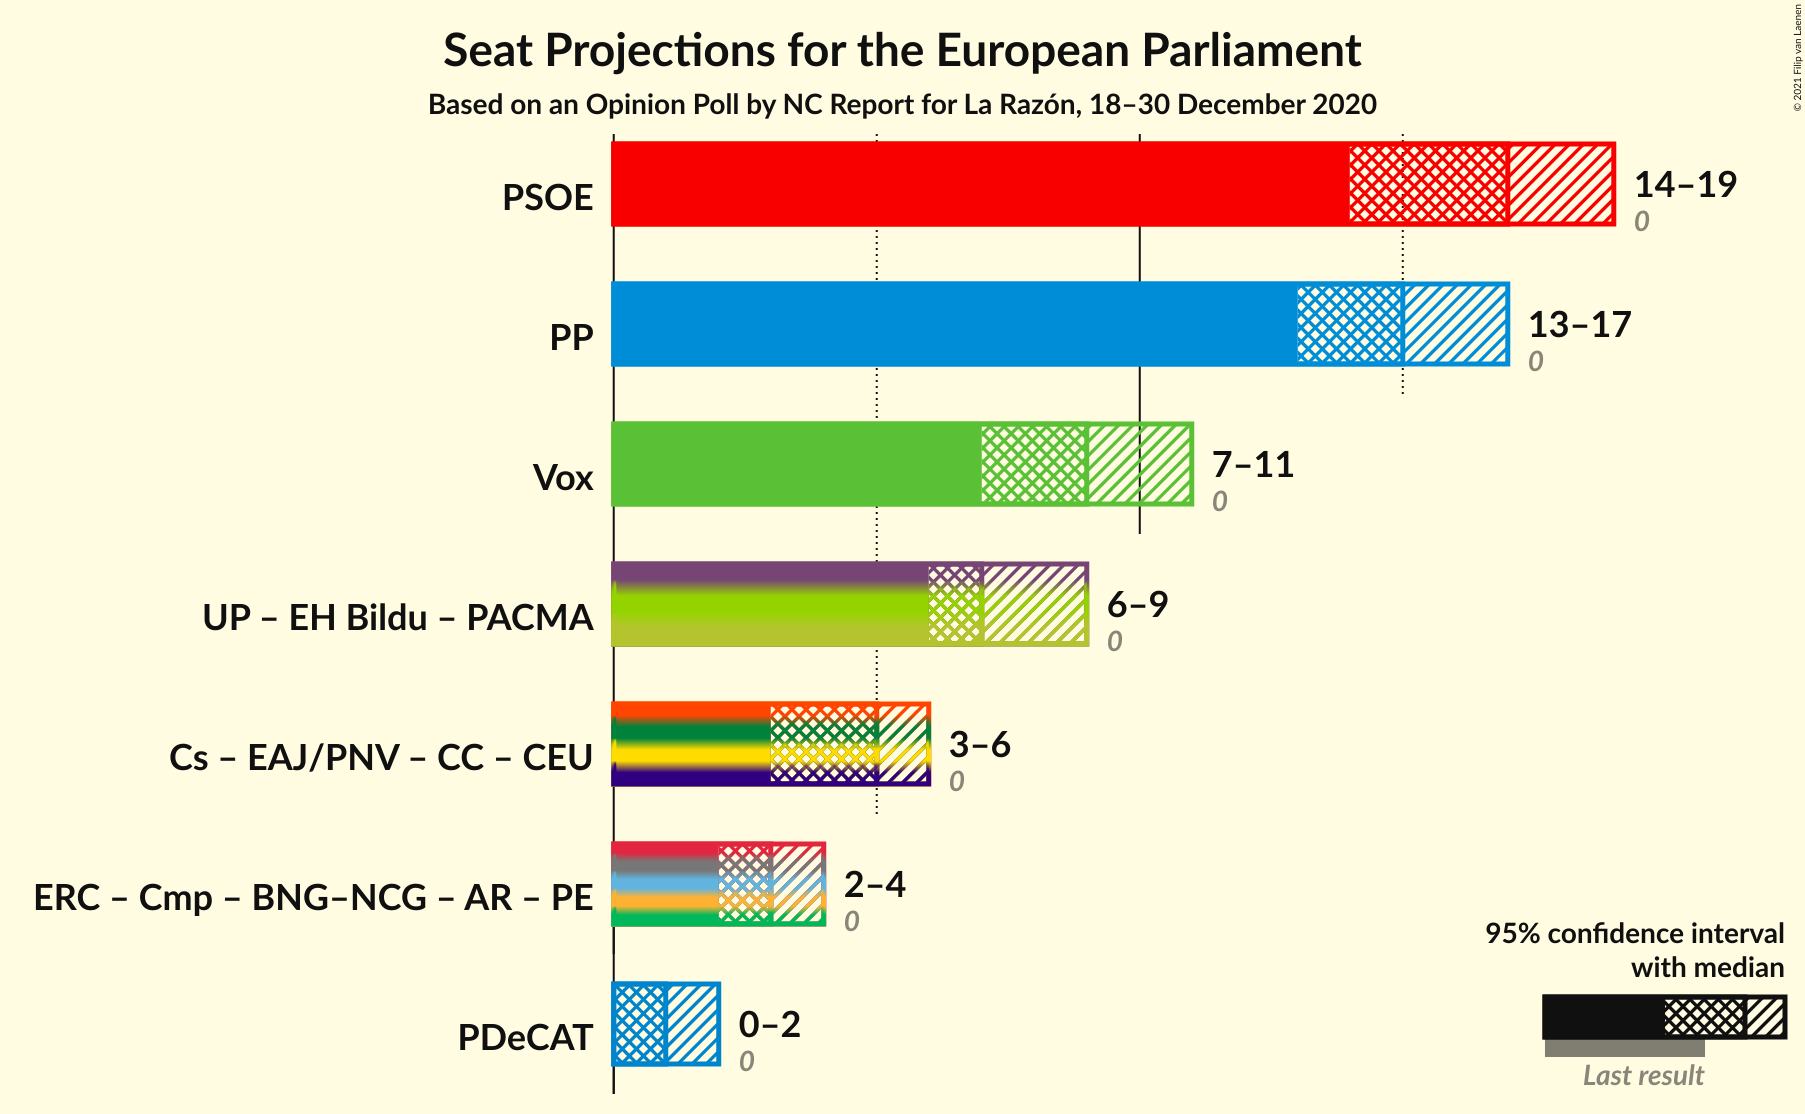 Seat Projections for the European Parliament
Based on an Opinion Poll by NC Report for La Razón, 18–30 December 2020
© 2021 Filip van Laenen
PSOE
14–19
0
PP
13–17
0
Vox
7–11
0
UP – EH Bildu – PACMA
6–9
0
Cs – EAJ/PNV – CC – CEU
3–6
0
ERC – Cmp – BNG–NCG – AR – PE
2–4
0
PDeCAT
0–2
0
95% confidence interval
with median
Last result